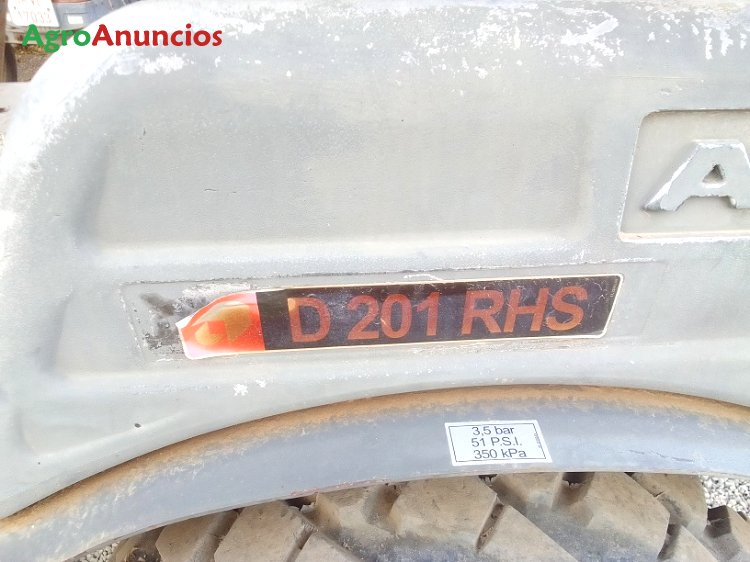 AgroAnuncios
A
D 201 RHS
3,5 bar
51 P.S.I.
350 kPa